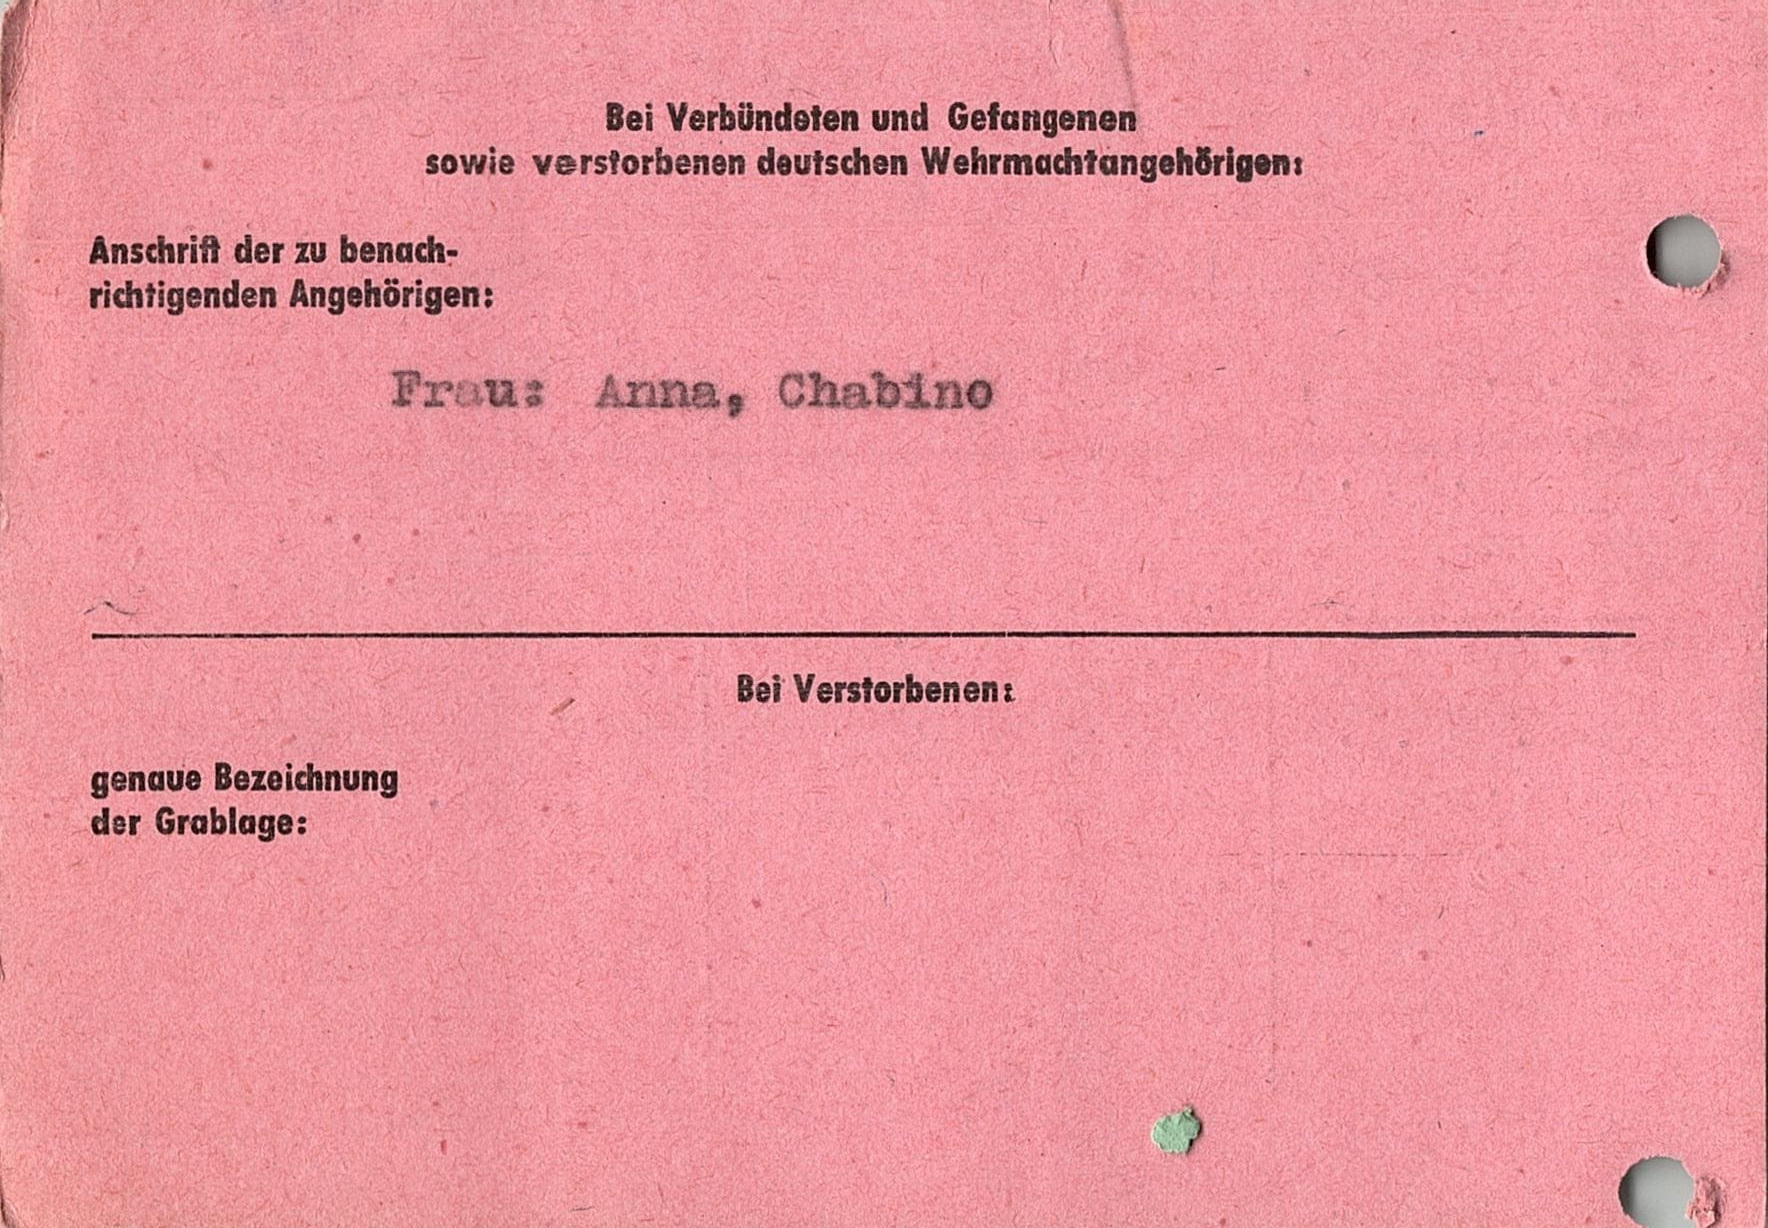 Bei Verbündeten und Gefangenen
sowie verstorbenen deutschen Wehrmachtangehörigen:
Anschrift der zu benach-
richtigenden Angehörigen:
Frau: Anna, Chabino
Bei Verstorbenen:
genaue Bezeichnung
der Grablage: